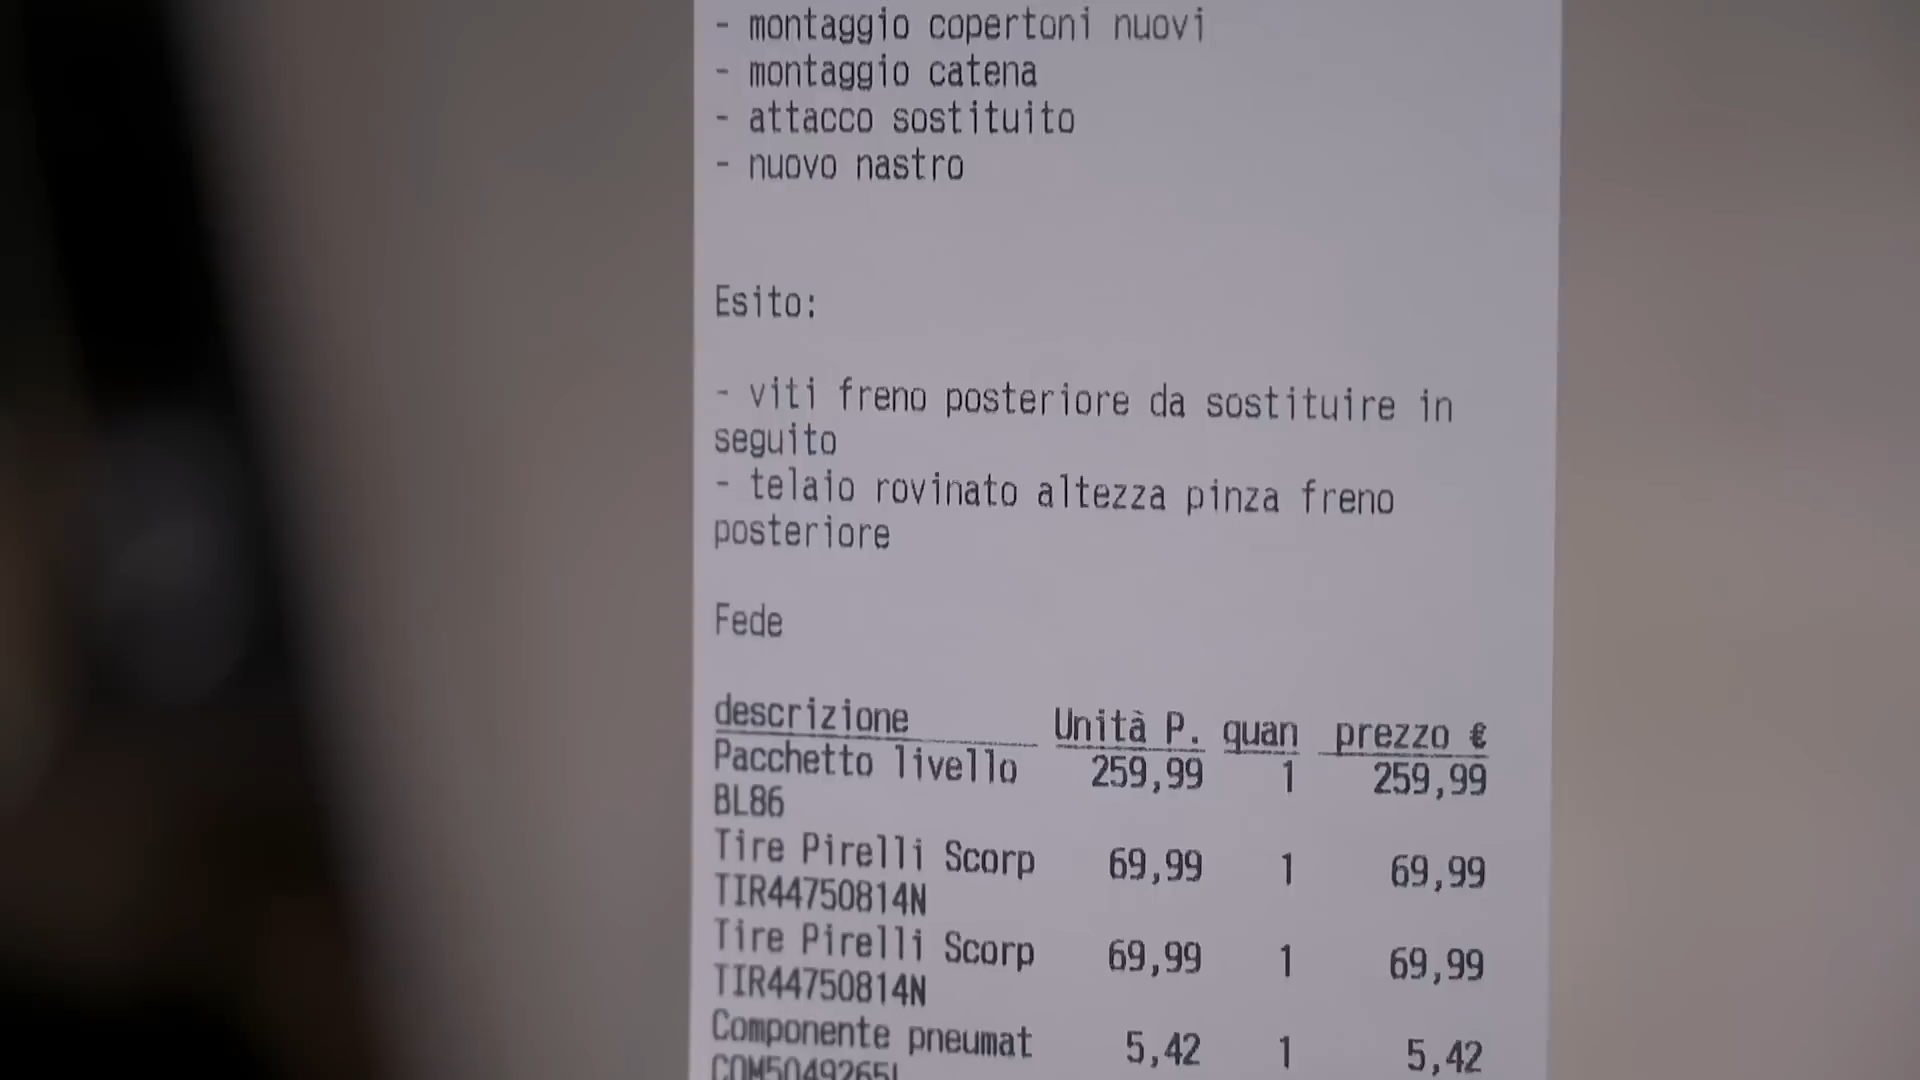 - montaggio copertoni nuovi
- montaggio catena
- attacco sostituito
- nuovo nastro
Esito:
- viti freno posteriore da sostituire in
seguito
- telaio rovinato altezza pinza freno
posteriore
Fede
descrizione Unità P. quan prezzo €
Pacchetto livello 259,99 1 259,99
BL86
Tire Pirelli Scorp 69,99 1 69,99
TIR44750814N
Tire Pirelli Scorp 69,99 1 69,99
TIR44750814N
Componente pneumat 5,42 1 5,42